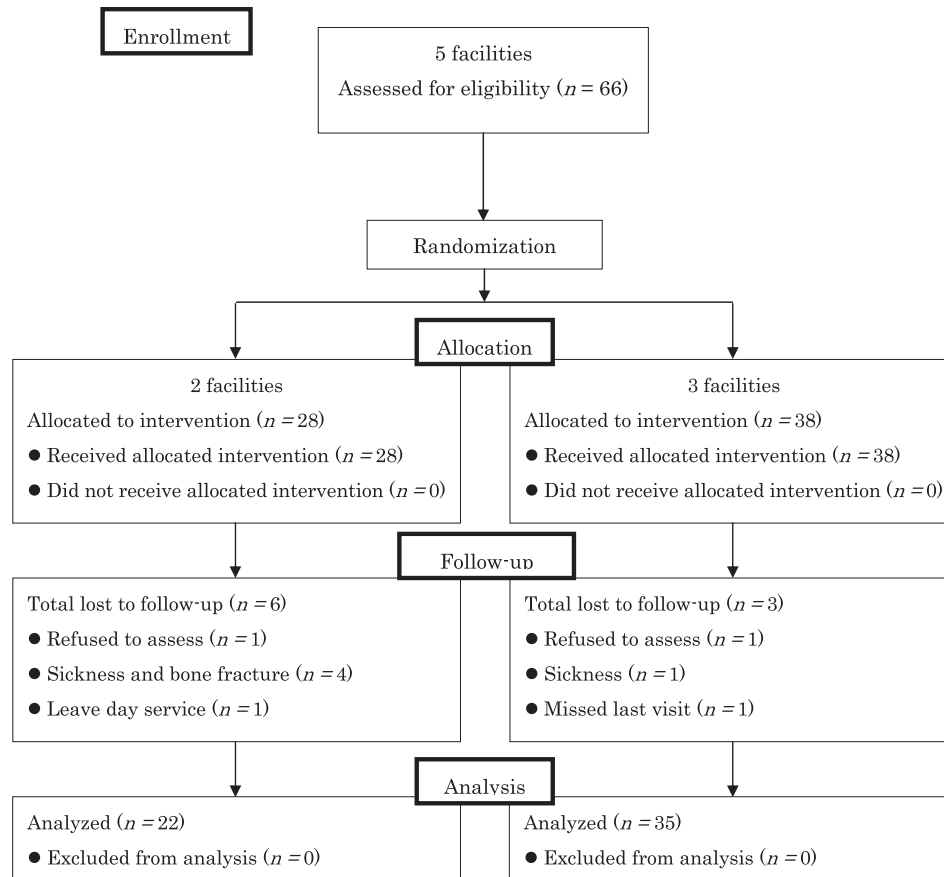 Enrollment
5 facilities
Assessed for eligibility (n = 66)
Randomization
Allocation
2 facilities
Allocated to intervention (n = 28)
● Received allocated intervention (n = 28)
● Did not receive allocated intervention (n = 0)
3 facilities
Allocated to intervention (n = 38)
● Received allocated intervention (n = 38)
● Did not receive allocated intervention (n = 0)
Follow-up
Total lost to follow-up (n = 6)
● Refused to assess (n = 1)
● Sickness and bone fracture (n = 4)
● Leave day service (n = 1)
Total lost to follow-up (n = 3)
● Refused to assess (n = 1)
● Sickness (n = 1)
● Missed last visit (n = 1)
Analysis
Analyzed (n = 22)
● Excluded from analysis (n = 0)
Analyzed (n = 35)
● Excluded from analysis (n = 0)